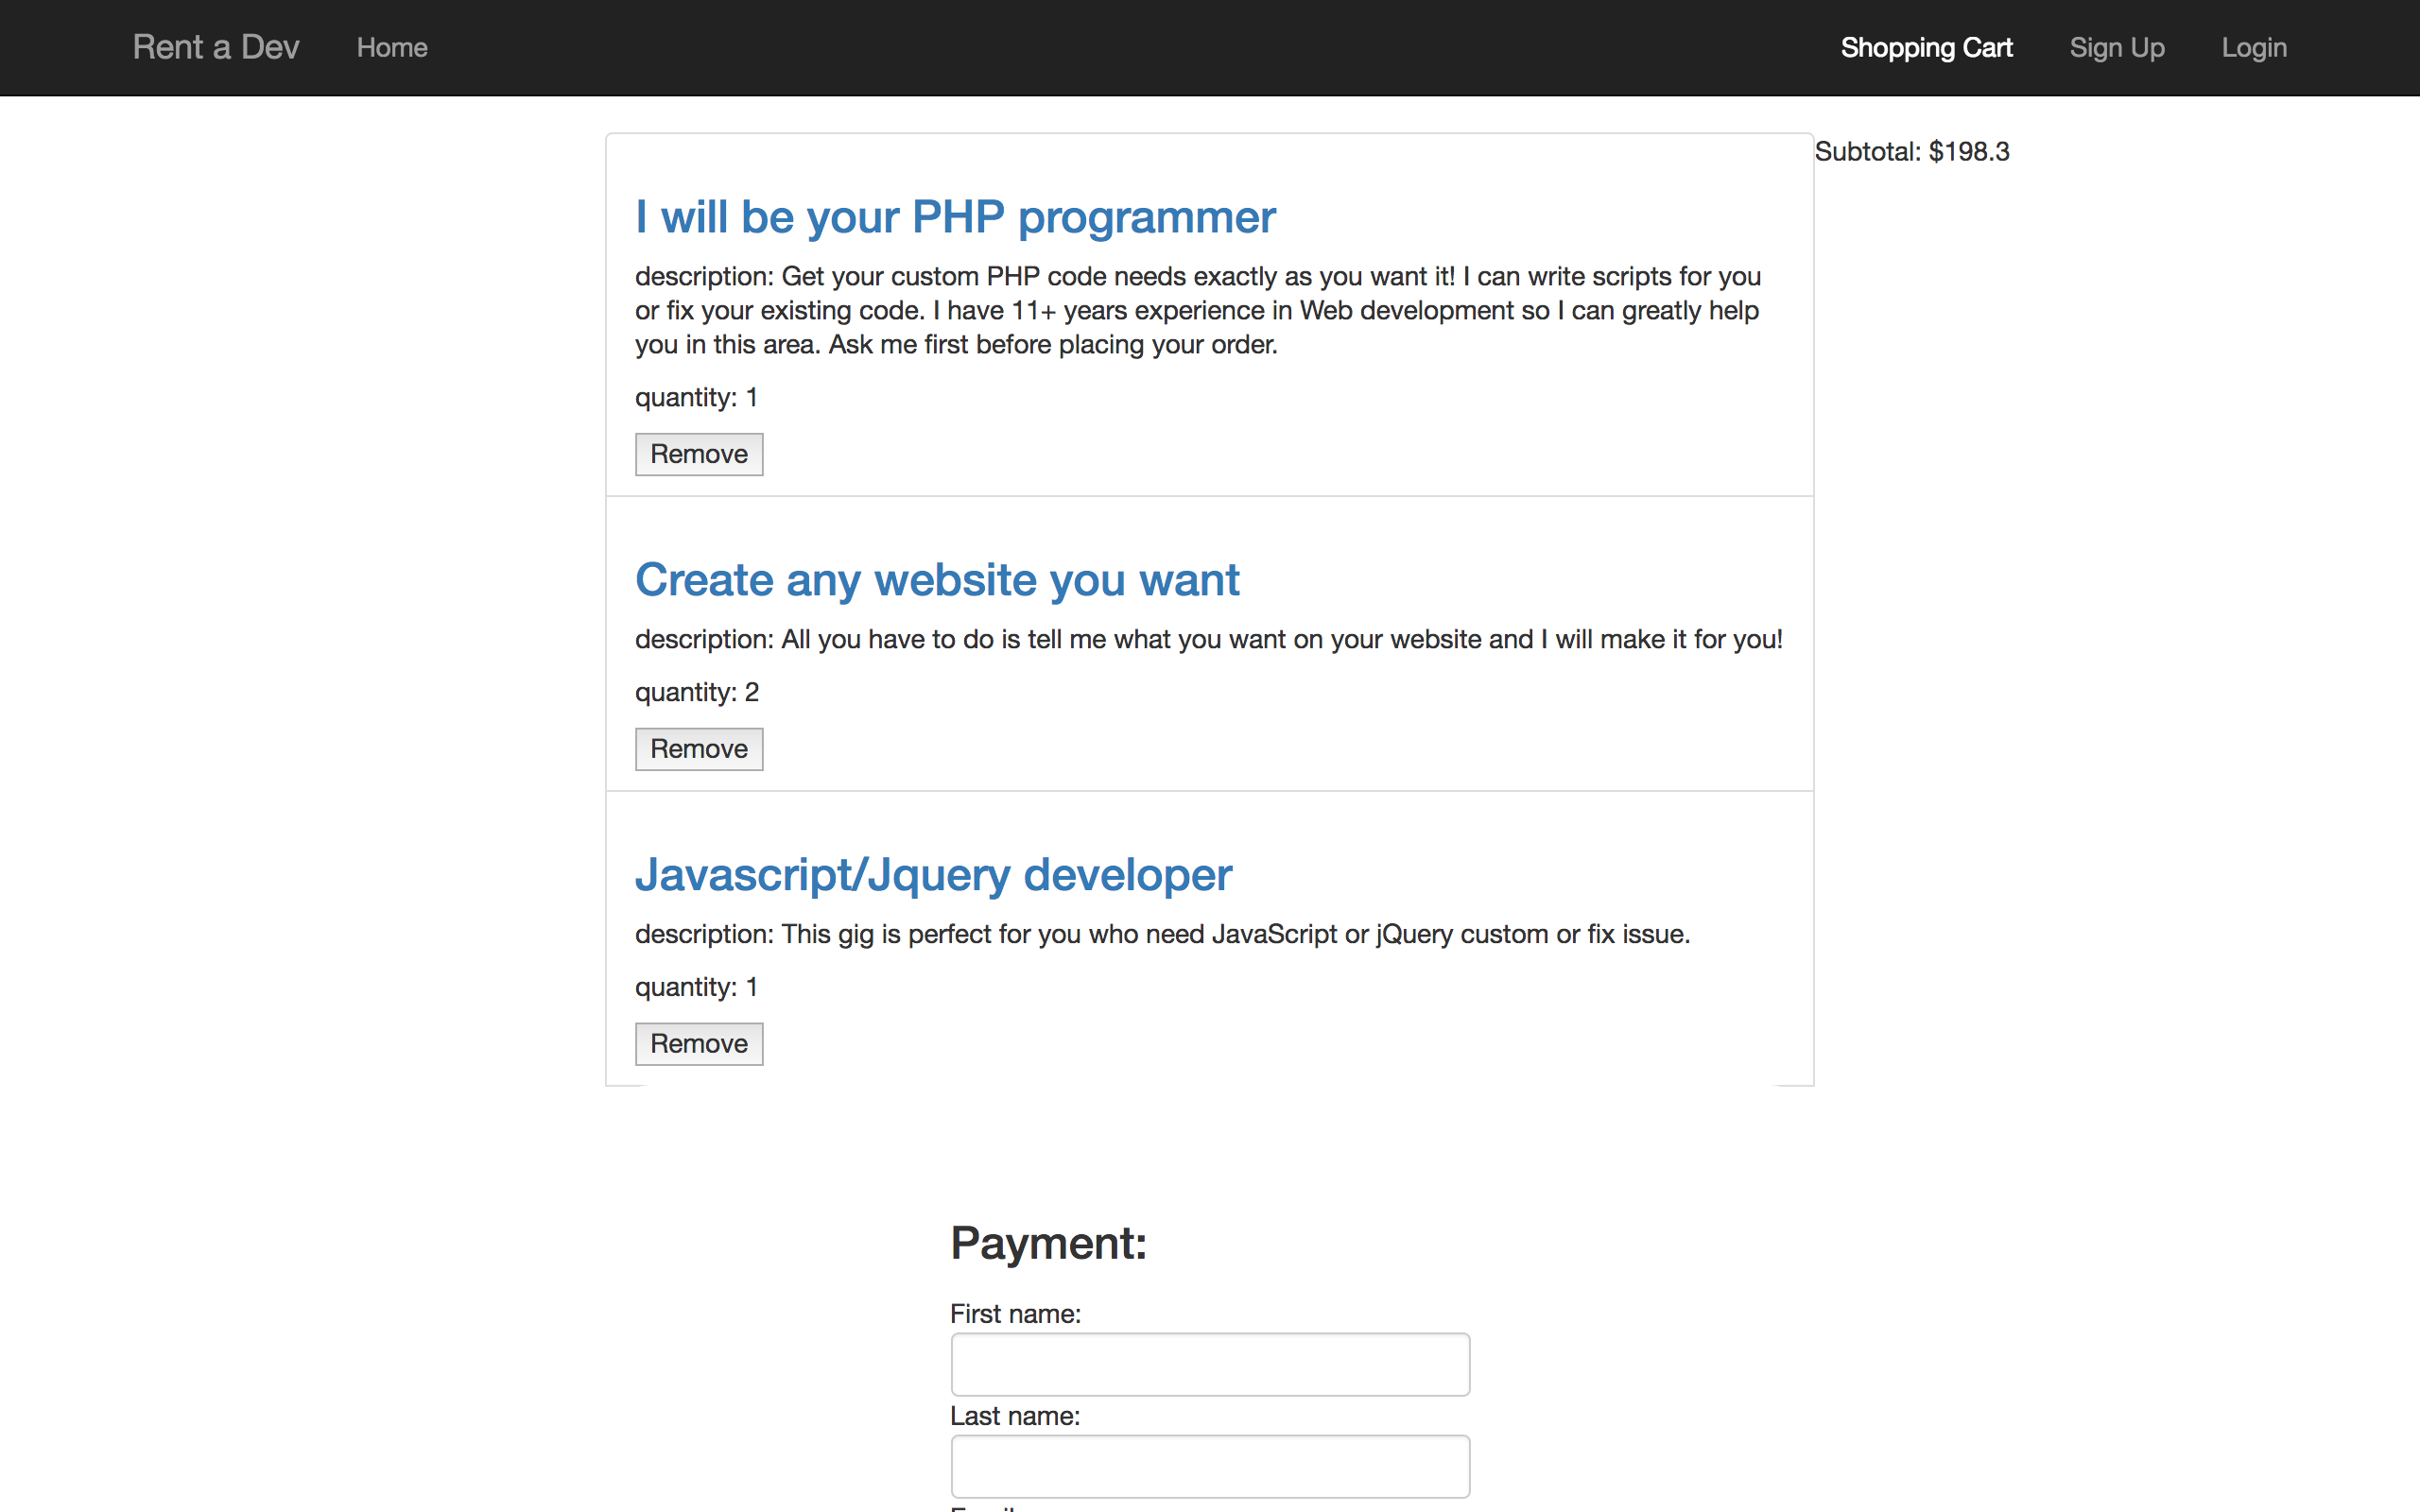 Rent a Dev Home Shopping Cart Sign Up Login
Subtotal: $198.3
I will be your PHP programmer
description: Get your custom PHP code needs exactly as you want it! I can write scripts for you
or fix your existing code. I have 11+ years experience in Web development so I can greatly help
you in this area. Ask me first before placing your order.
quantity: 1
Remove
Create any website you want
description: All you have to do is tell me what you want on your website and I will make it for you!
quantity: 2
Remove
Javascript/Jquery developer
description: This gig is perfect for you who need JavaScript or jQuery custom or fix issue.
quantity: 1
Remove
Payment:
First name:
Last name: